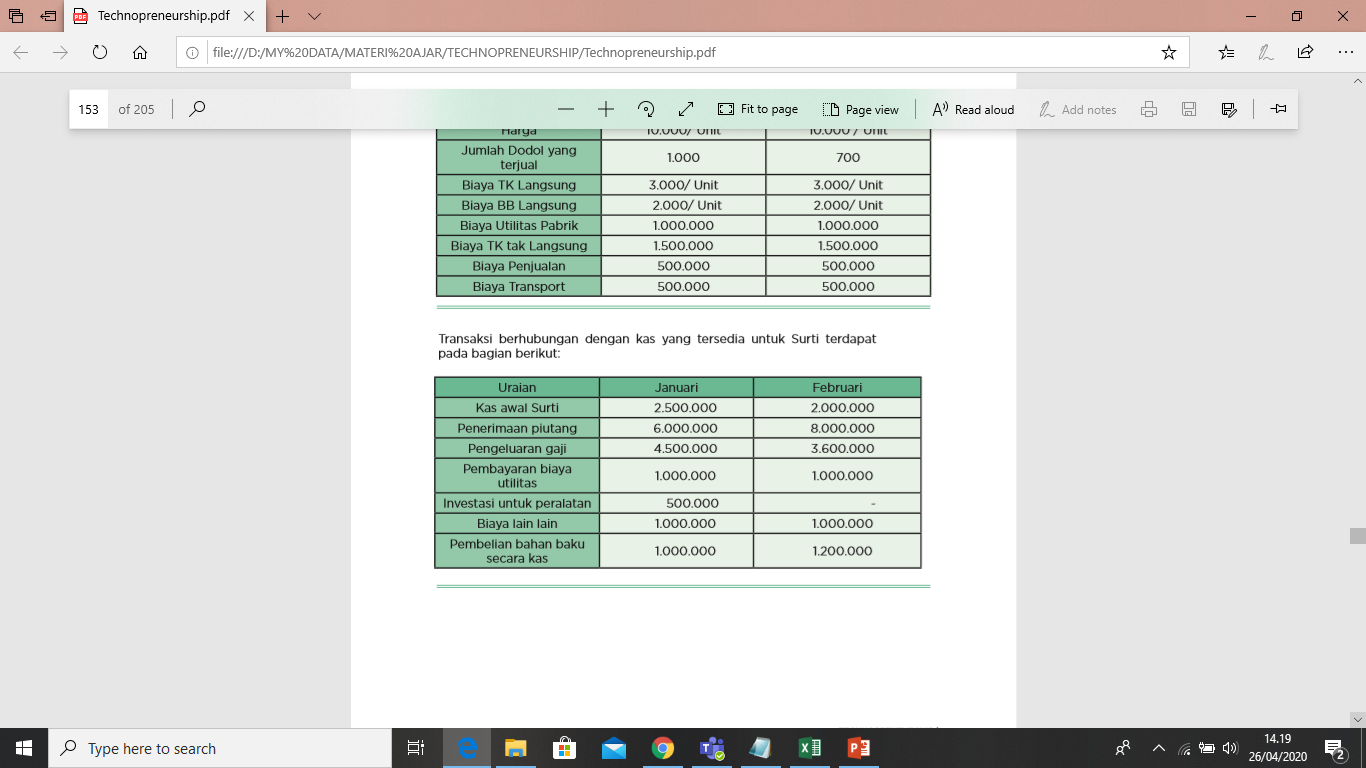 Technopreneurship.pdf
file:///D:/MY%20DATA/MATERI%20AJAR/TECHNOPRENEURSHIP/Technopreneurship.pdf
153 of 205 Fit to page Page view Read aloud Add notes
Harga 10.000/ Unit 10.000 / Unit
Jumlah Dodol yang
terjual 1.000 700
Biaya TK Langsung 3.000/ Unit 3.000/ Unit
Biaya BB Langsung 2.000/ Unit 2.000/ Unit
Biaya Utilitas Pabrik 1.000.000 1.000.000
Biaya TK tak Langsung 1.500.000 1.500.000
Biaya Penjualan 500.000 500.000
Biaya Transport 500.000 500.000
Transaksi berhubungan dengan kas yang tersedia untuk Surti terdapat
pada bagian berikut:
Uraian Januari Februari
Kas awal Surti 2.500.000 2.000.000
Penerimaan piutang 6.000.000 8.000.000
Pengeluaran gaji 4.500.000 3.600.000
Pembayaran biaya
utilitas 1.000.000 1.000.000
Investasi untuk peralatan 500.000 -
Biaya lain lain 1.000.000 1.000.000
Pembelian bahan baku
secara kas 1.000.000 1.200.000
Type here to search
14.19
26/04/2020
2